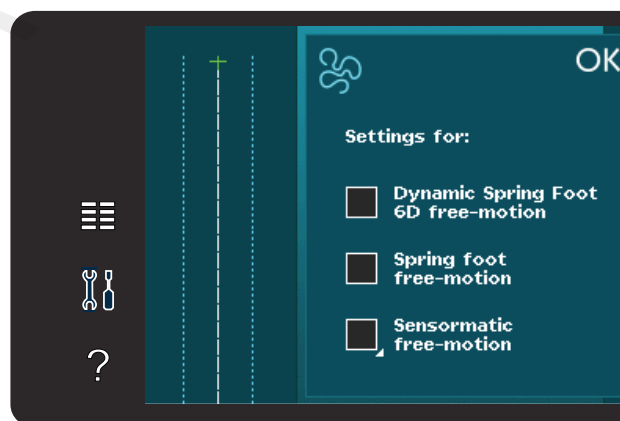 OK
Settings for:
Dynamic Spring Foot
6D free-motion
Spring foot
free-motion
Sensormatic
free-motion
?